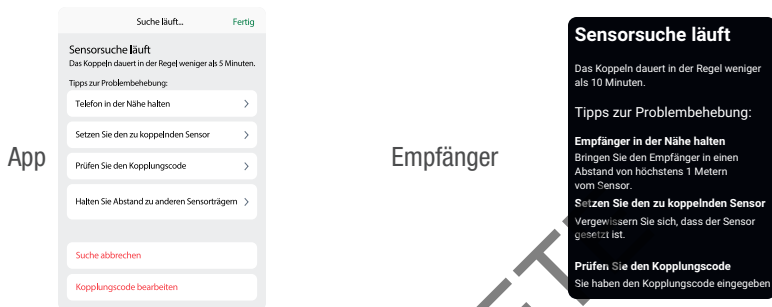 Suche läuft... Fertig
Sensorsuche läuft
Das Koppeln dauert in der Regel weniger als 5 Minuten.
Tipps zur Problembehebung:
Telefon in der Nähe halten
Setzen Sie den zu koppelnden Sensor
Prüfen Sie den Kopplungscode
Halten Sie Abstand zu anderen Sensorträgern
Suche abbrechen
Kopplungscode bearbeiten
App
Empfänger
Sensorsuche läuft
Das Koppeln dauert in der Regel weniger
als 10 Minuten.
Tipps zur Problembehebung:
Empfänger in der Nähe halten
Bringen Sie den Empfänger in einen
Abstand von höchstens 1 Metern
vom Sensor.
Setzen Sie den zu koppelnden Sensor
Vergewissern Sie sich, dass der Sensor
gesetzt ist.
Prüfen Sie den Kopplungscode
Sie haben den Kopplungscode eingegeben